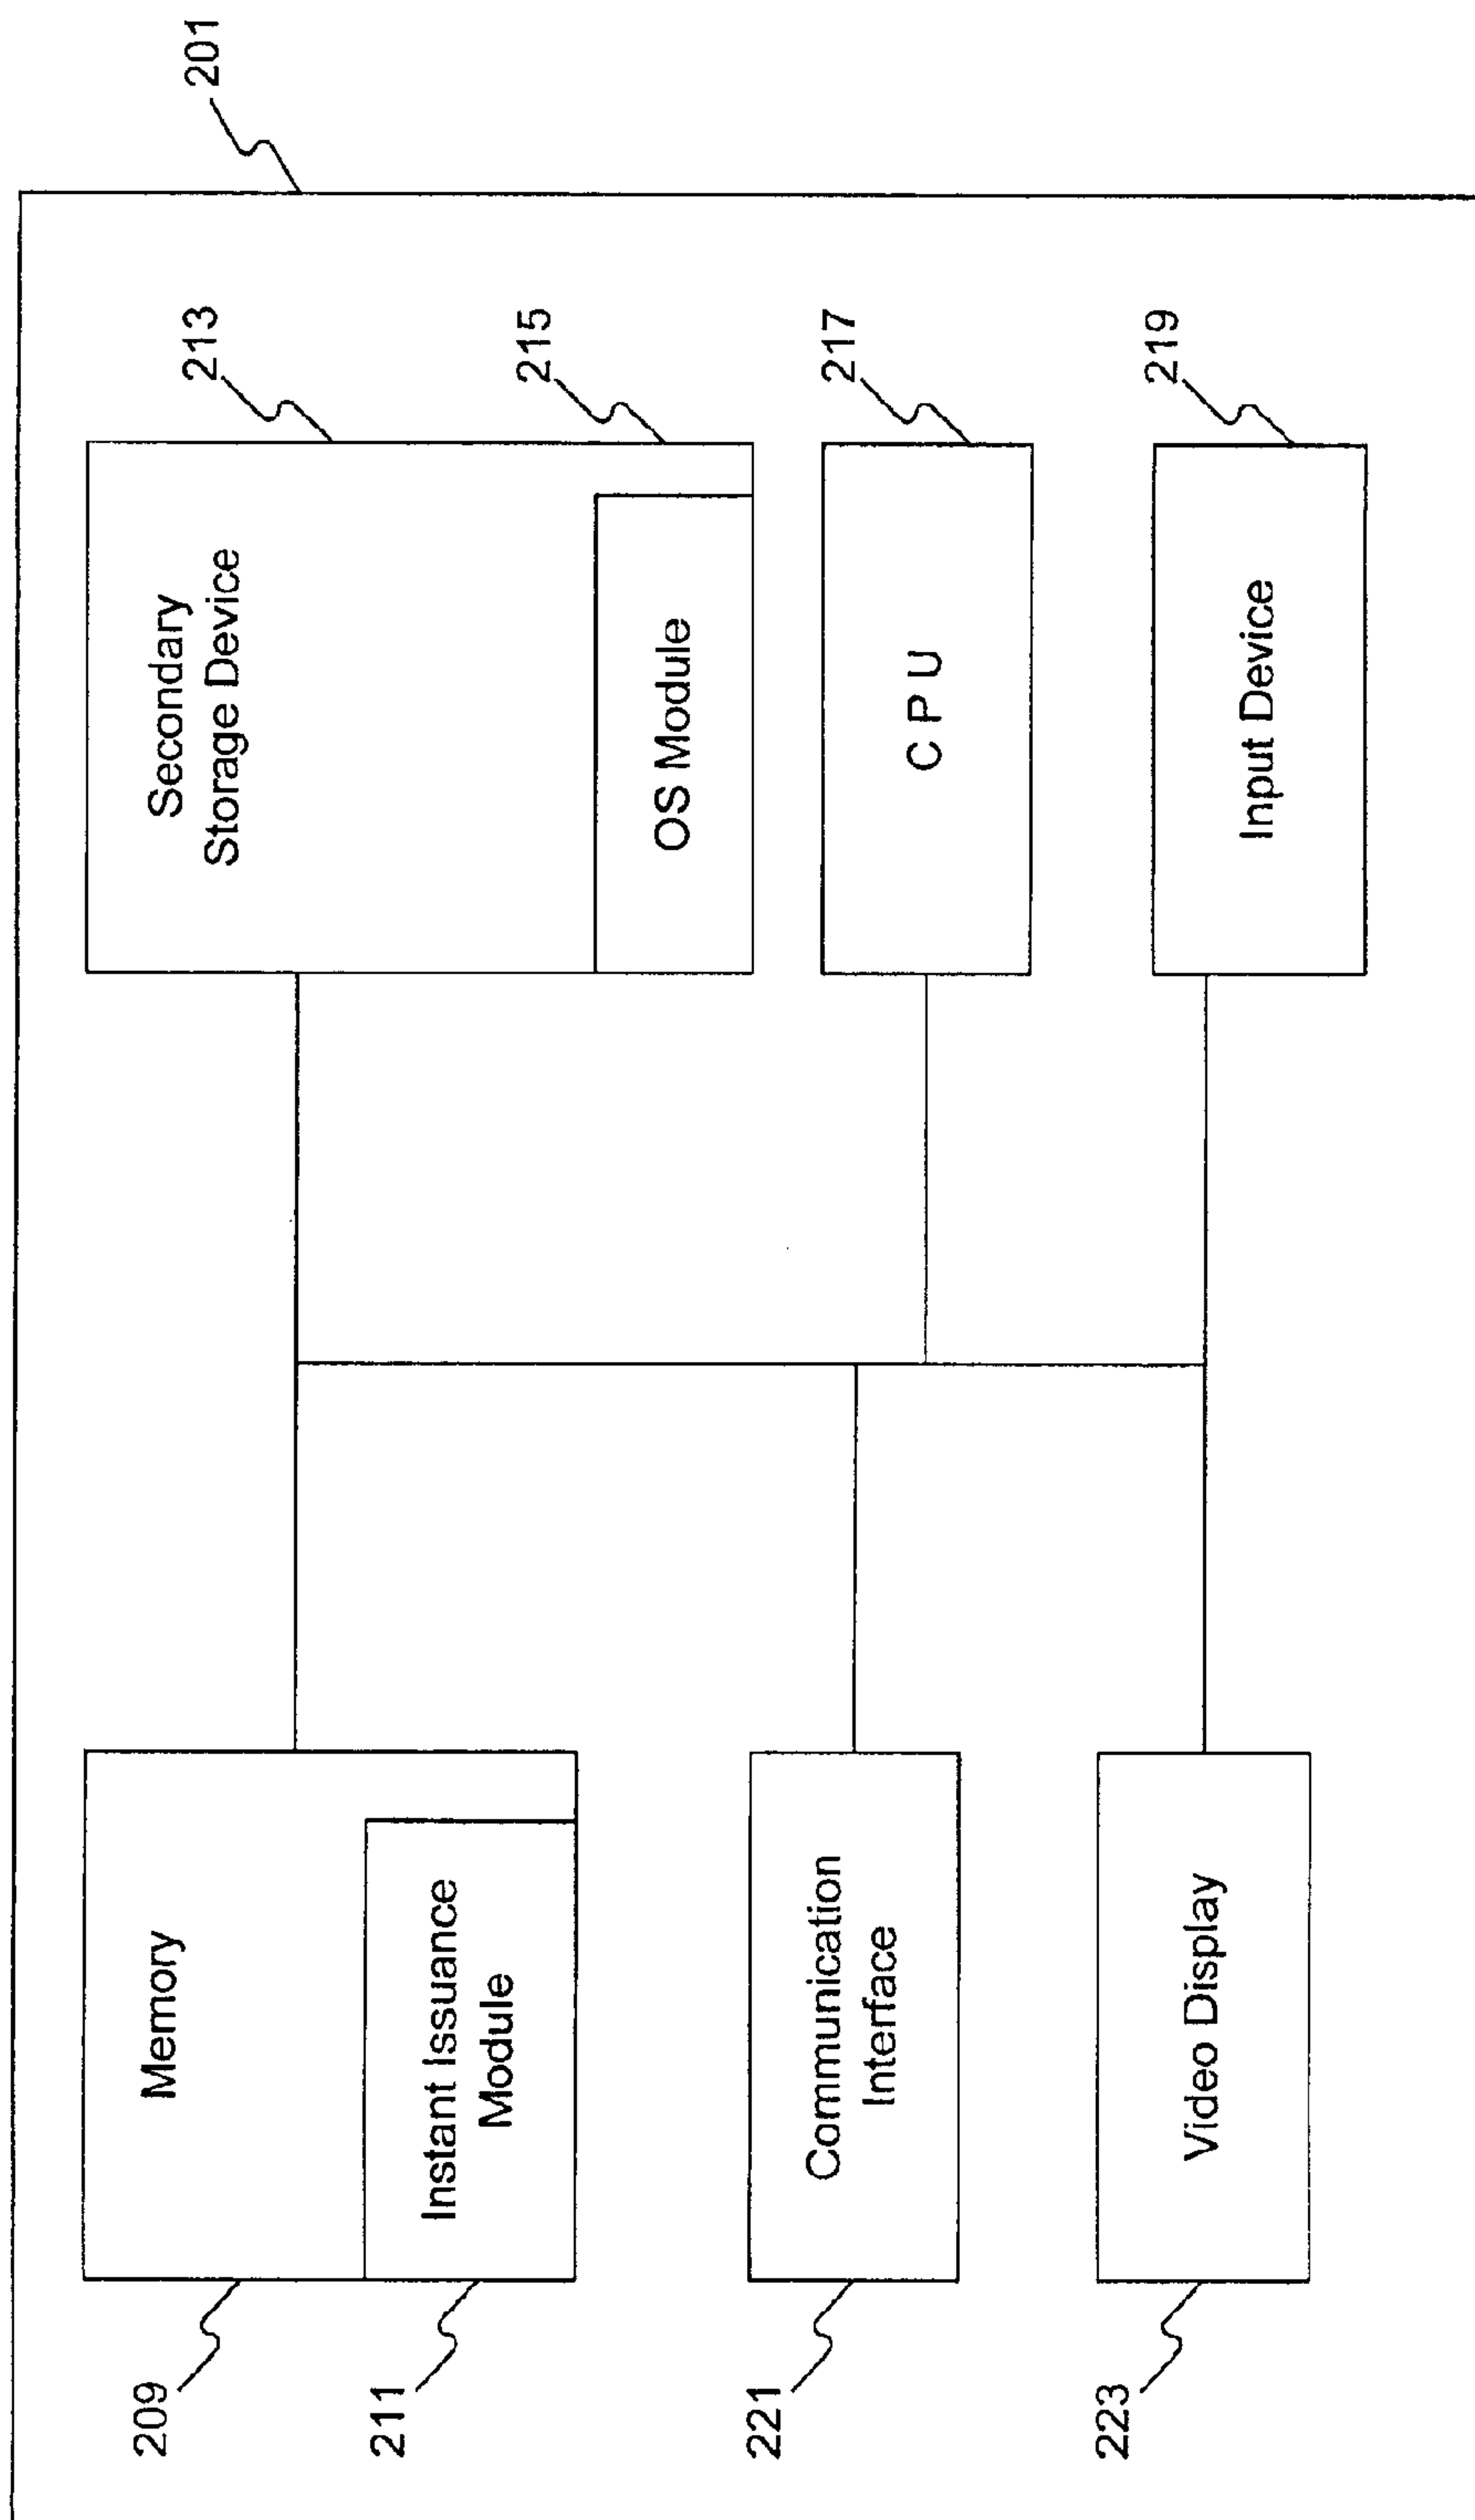 201
209
Memory
211
Instant Issuance
Module
221
Communication
Interface
223
Video Display
213
Secondary
Storage Device
215
OS Module
217
C P U
219
Input Device